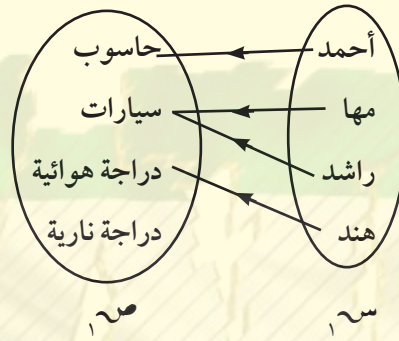 أحمد حاسوب
مها سيارات
راشد دراجة هوائية
هند دراجة نارية
س١ ص١